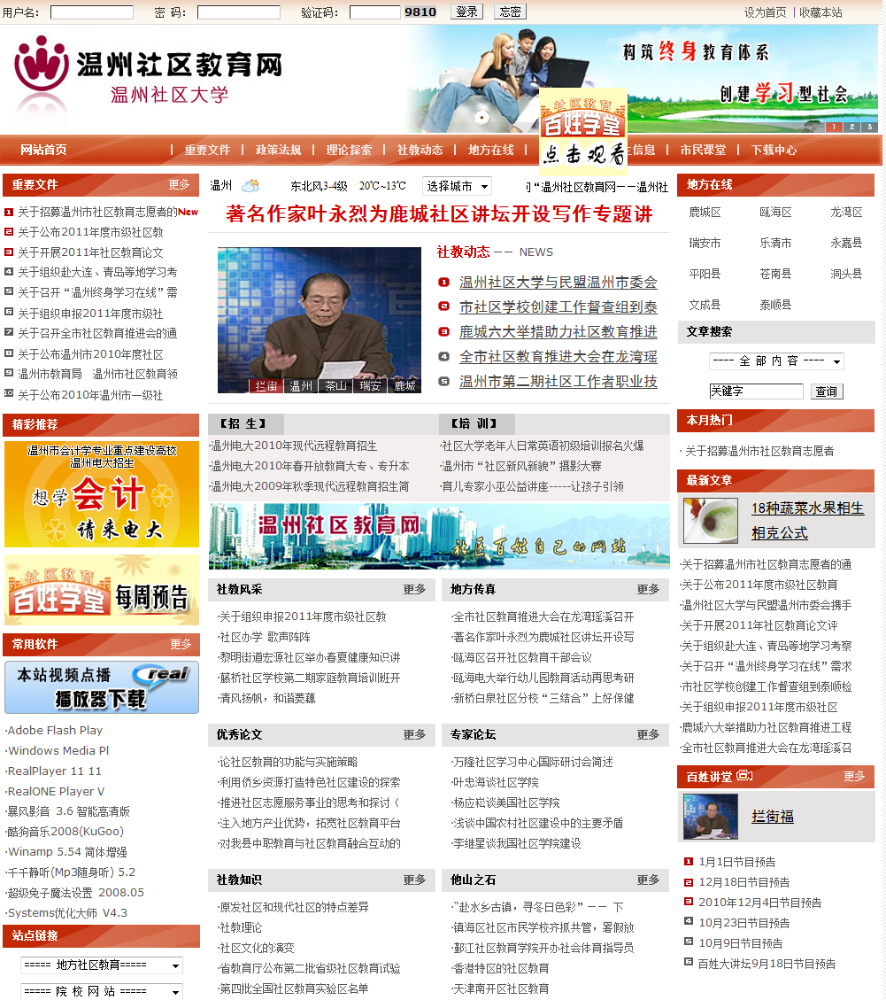 用户名： 密 码： 验证码： 9810 登录 忘密 设为首页 | 收藏本站
温州社区教育网
温州社区大学
构筑终身教育体系
创建学习型社会
1 2 3
社区教育
百姓学堂
点击观看
网站首页 | 重要文件 | 政策法规 | 理论探索 | 社教动态 | 地方在线 | 信息 | 市民课堂 | 下载中心
重要文件 更多
1 关于招募温州市社区教育志愿者的New
2 关于公布2011年度市级社区教
3 关于开展2011年社区教育论文
4 关于组织赴大连、青岛等地学习考
5 关于召开“温州终身学习在线”需
6 关于组织申报2011年度市级社
7 关于召开全市社区教育推进会的通
8 关于公布温州市2010年度社区
9 温州市教育局 温州市社区教育领
10 关于公布2010年温州市一级社
精彩推荐
温州市会计学专业重点建设高校
温州电大招生
想学会计
请来电大
社区教育
百姓学堂 每周预告
常用软件 更多
本站视频点播 real
播放器下载
·Adobe Flash Play
·Windows Media Pl
·RealPlayer 11 11
·RealONE Player V
·暴风影音 3.6 智能高清版
·酷狗音乐2008(KuGoo)
·Winamp 5.54 简体增强
·千千静听(Mp3随身听) 5.2
·超级兔子魔法设置 2008.05
·Systems优化大师 V4.3
站点链接
===== 地方社区教育=====
===== 院 校 网 站 =====
温州 东北风3-4级 20℃~13℃ 选择城市 “温州社区教育网——温州社
著名作家叶永烈为鹿城社区讲坛开设写作专题讲
拦街 温州 茶山 瑞安 鹿城
社教动态 —— NEWS
1 温州社区大学与民盟温州市委会
2 市社区学校创建工作督查组到泰
3 鹿城六大举措助力社区教育推进
4 全市社区教育推进大会在龙湾瑶
5 温州市第二期社区工作者职业技
【招 生】
·温州电大2010年现代远程教育招生
·温州电大2010年春开放教育大专、专升本
·温州电大2009年秋季现代远程教育招生简
【培 训】
·社区大学老年人日常英语初级培训报名火爆
·温州市“社区新风新貌”摄影大赛
·育儿专家小巫公益讲座-----让孩子引领
温州社区教育网
社区百姓自己的网站
社教风采 更多
·关于组织申报2011年度市级社区教
·社区办学 歌声阵阵
·黎明街道宏源社区举办春夏健康知识讲
·藤桥社区学校第二期家庭教育培训班开
·清风扬帆，和谐菱藕
地方传真 更多
·全市社区教育推进大会在龙湾瑶溪召开
·著名作家叶永烈为鹿城社区讲坛开设写
·瓯海区召开社区教育干部会议
·瓯海电大举行幼儿园教育活动再思考研
·新桥白泉社区分校“三结合”上好保健
优秀论文 更多
·论社区教育的功能与实施策略
·利用侨乡资源打造特色社区建设的探索
·推进社区志愿服务事业的思考和探讨（
·注入地方产业优势，拓宽社区教育平台
·对我县中职教育与社区教育融合互动的
专家论坛 更多
·万隆社区学习中心国际研讨会简述
·叶忠海谈社区学院
·杨应崧谈美国社区学院
·浅谈中国农村社区建设中的主要矛盾
·李继星谈我国社区学院建设
社教知识 更多
·原发社区和现代社区的特点差异
·社教理论
·社区文化的演变
·省教育厅公布第二批省级社区教育试验
·第四批全国社区教育实验区名单
他山之石 更多
·“赴水乡古镇，寻冬日色彩”—— 下
·镇海区社区市民学校齐抓共管，暑假放
·鄞江社区教育学院开办社会体育指导员
·香港特区的社区教育
·天津南开区社区教育
地方在线
鹿城区 瓯海区 龙湾区
瑞安市 乐清市 永嘉县
平阳县 苍南县 洞头县
文成县 泰顺县
文章搜索
---- 全 部 内 容 ----
关键字 查询
本月热门
· 关于招募温州市社区教育志愿者
最新文章
18种蔬菜水果相生
相克公式
·关于招募温州市社区教育志愿者的通
·关于公布2011年度市级社区教育
·温州社区大学与民盟温州市委会携手
·关于开展2011年社区教育论文评
·关于组织赴大连、青岛等地学习考察
·关于召开“温州终身学习在线”需求
·市社区学校创建工作督查组到泰顺检
·关于组织申报2011年度市级社区
·鹿城六大举措助力社区教育推进工程
·全市社区教育推进大会在龙湾瑶溪召
百姓讲堂 更多
拦街福
1 1月1日节目预告
2 12月18日节目预告
3 2010年12月4日节目预告
4 10月23日节目预告
5 10月9日节目预告
6 百姓大讲坛9月18日节目预告